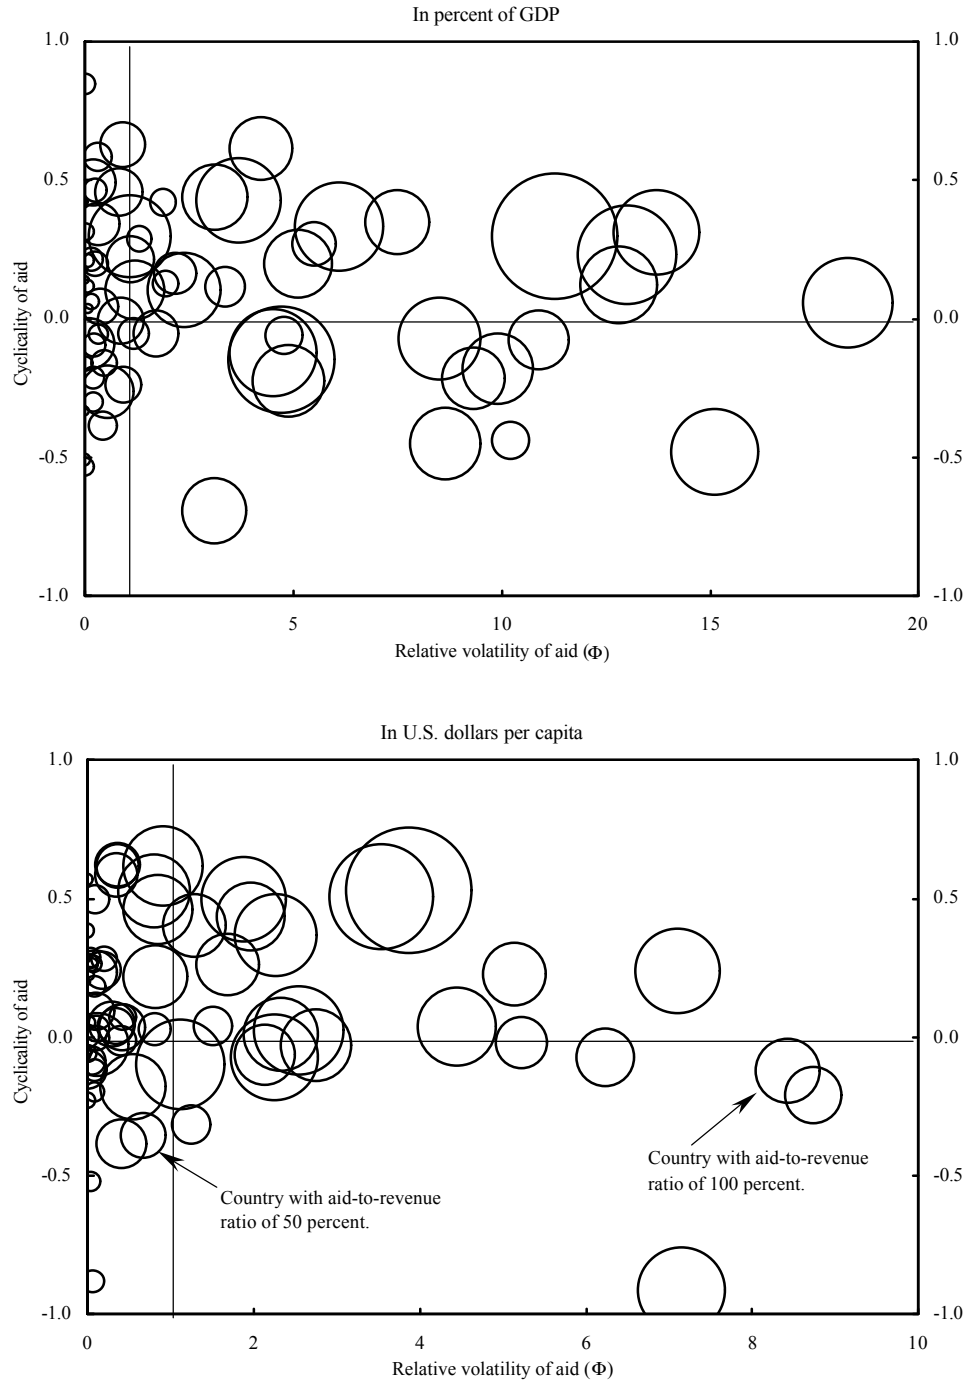 In percent of GDP
1.0 1.0
0.5 0.5
0.0 0.0
-0.5 -0.5
-1.0 -1.0
Cyclicality of aid
0 5 10 15 20
Relative volatility of aid (Φ)
In U.S. dollars per capita
1.0 1.0
0.5 0.5
0.0 0.0
-0.5 -0.5
-1.0 -1.0
Cyclicality of aid
Country with aid-to-revenue
ratio of 100 percent.
Country with aid-to-revenue
ratio of 50 percent.
0 2 4 6 8 10
Relative volatility of aid (Φ)